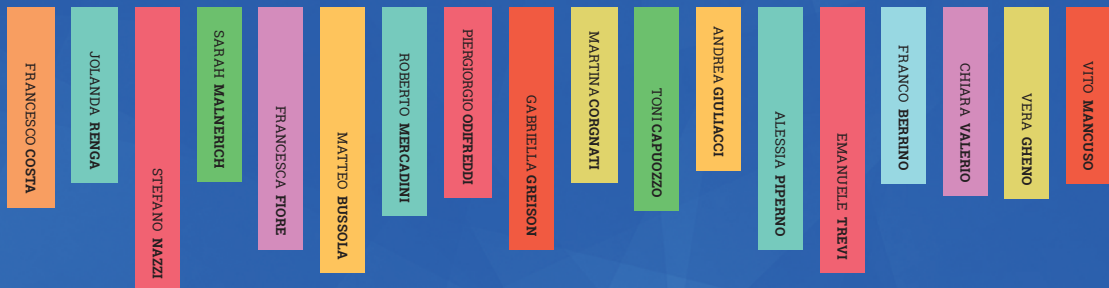 FRANCESCO COSTA
JOLANDA RENGA
STEFANO NAZZI
SARAH MALNERICH
FRANCESCA FIORE
MATTEO BUSSOLA
ROBERTO MERCADINI
PIERGIORGIO ODIFREDDI
GABRIELLA GREISON
MARTINA CORGNATI
TONI CAPUOZZO
ANDREA GIULIACCI
ALESSIA PIPERNO
EMANUELE TREVI
FRANCO BERRINO
CHIARA VALERIO
VERA GHENO
VITO MANCUSO